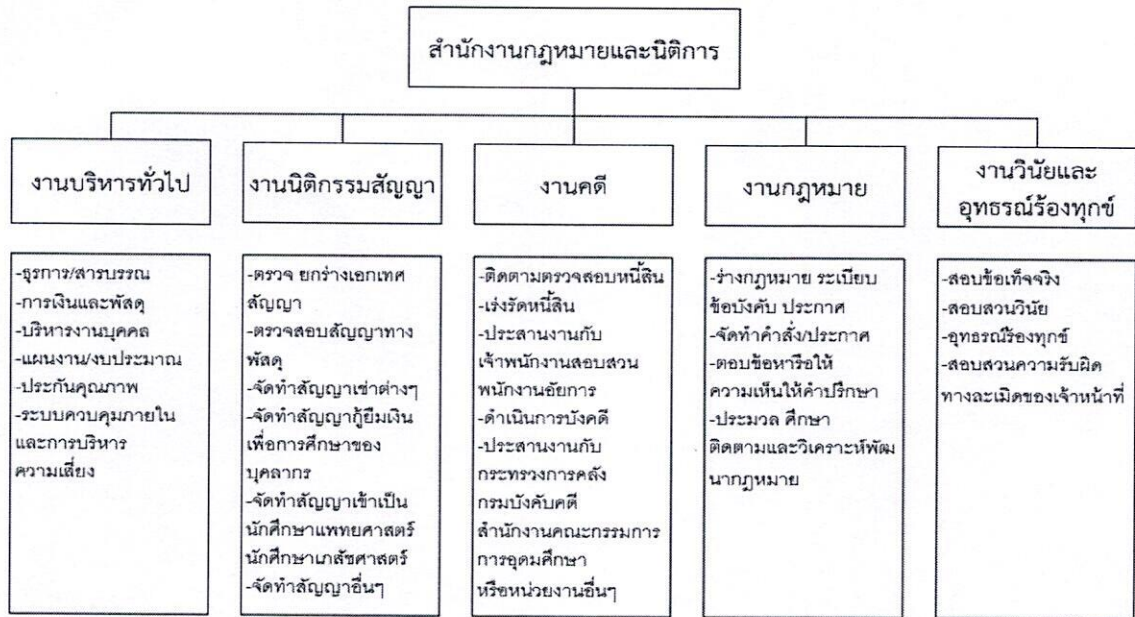 สำนักงานกฎหมายและนิติการ
งานบริหารทั่วไป
-ธุรการ/สารบรรณ
-การเงินและพัสดุ
-บริหารงานบุคคล
-แผนงาน/งบประมาณ
-ประกันคุณภาพ
-ระบบควบคุมภายใน
และการบริหาร
ความเสี่ยง
งานนิติกรรมสัญญา
-ตรวจ ยกร่างเอกเทศ
สัญญา
-ตรวจสอบสัญญาทาง
พัสดุ
-จัดทำสัญญาเช่าต่างๆ
-จัดทำสัญญากู้ยืมเงิน
เพื่อการศึกษาของ
บุคลากร
-จัดทำสัญญาเข้าเป็น
นักศึกษาแพทยศาสตร์
นักศึกษาเภสัชศาสตร์
-จัดทำสัญญาอื่นๆ
งานคดี
-ติดตามตรวจสอบหนี้สิน
-เร่งรัดหนี้สิน
-ประสานงานกับ
เจ้าพนักงานสอบสวน
พนักงานอัยการ
-ดำเนินการบังคดี
-ประสานงานกับ
กระทรวงการคลัง
กรมบังคับคดี
สำนักงานคณะกรรมการ
การอุดมศึกษา
หรือหน่วยงานอื่นๆ
งานกฎหมาย
-ร่างกฎหมาย ระเบียบ
ข้อบังคับ ประกาศ
-จัดทำคำสั่ง/ประกาศ
-ตอบข้อหารือให้
ความเห็นให้คำปรึกษา
-ประมวล ศึกษา
ติดตามและวิเคราะห์พัฒ
นากฎหมาย
งานวินัยและ
อุทธรณ์ร้องทุกข์
-สอบข้อเท็จจริง
-สอบสวนวินัย
-อุทธรณ์ร้องทุกข์
-สอบสวนความรับผิด
ทางละเมิดของเจ้าหน้าที่